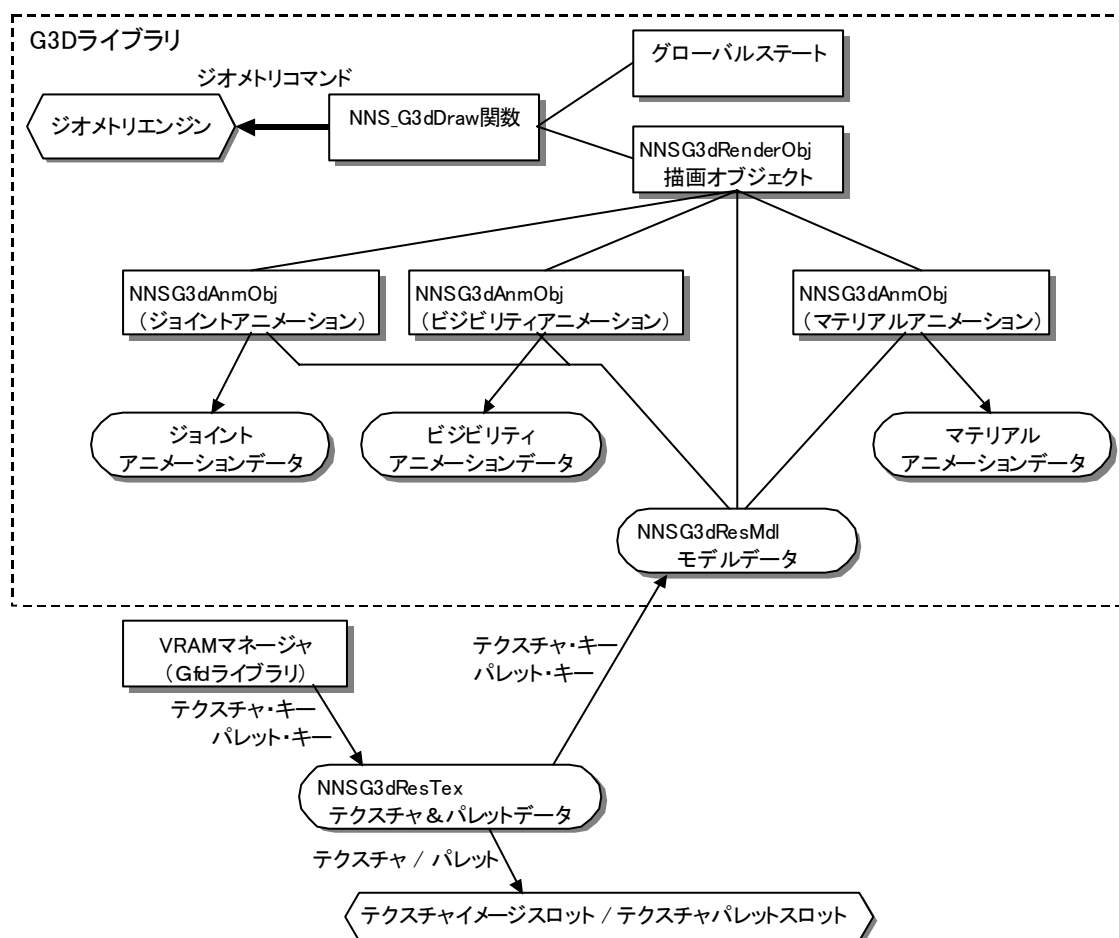 G3Dライブラリ
グローバルステート
ジオメトリコマンド
ジオメトリエンジン
NNS_G3dDraw関数
NNSG3dRenderObj
描画オブジェクト
NNSG3dAnmObj
（ジョイントアニメーション）
NNSG3dAnmObj
（ビジビリティアニメーション）
NNSG3dAnmObj
（マテリアルアニメーション）
ジョイント
アニメーションデータ
ビジビリティ
アニメーションデータ
マテリアル
アニメーションデータ
NNSG3dResMdl
モデルデータ
VRAMマネージャ
（Gfdライブラリ）
テクスチャ・キー
パレット・キー
テクスチャ・キー
パレット・キー
NNSG3dResTex
テクスチャ＆パレットデータ
テクスチャ / パレット
テクスチャイメージスロット / テクスチャパレットスロット